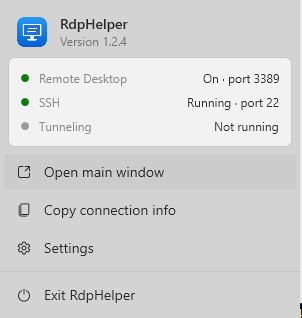 RdpHelper
Version 1.2.4
Remote Desktop On · port 3389
SSH Running · port 22
Tunneling Not running
Open main window
Copy connection info
Settings
Exit RdpHelper